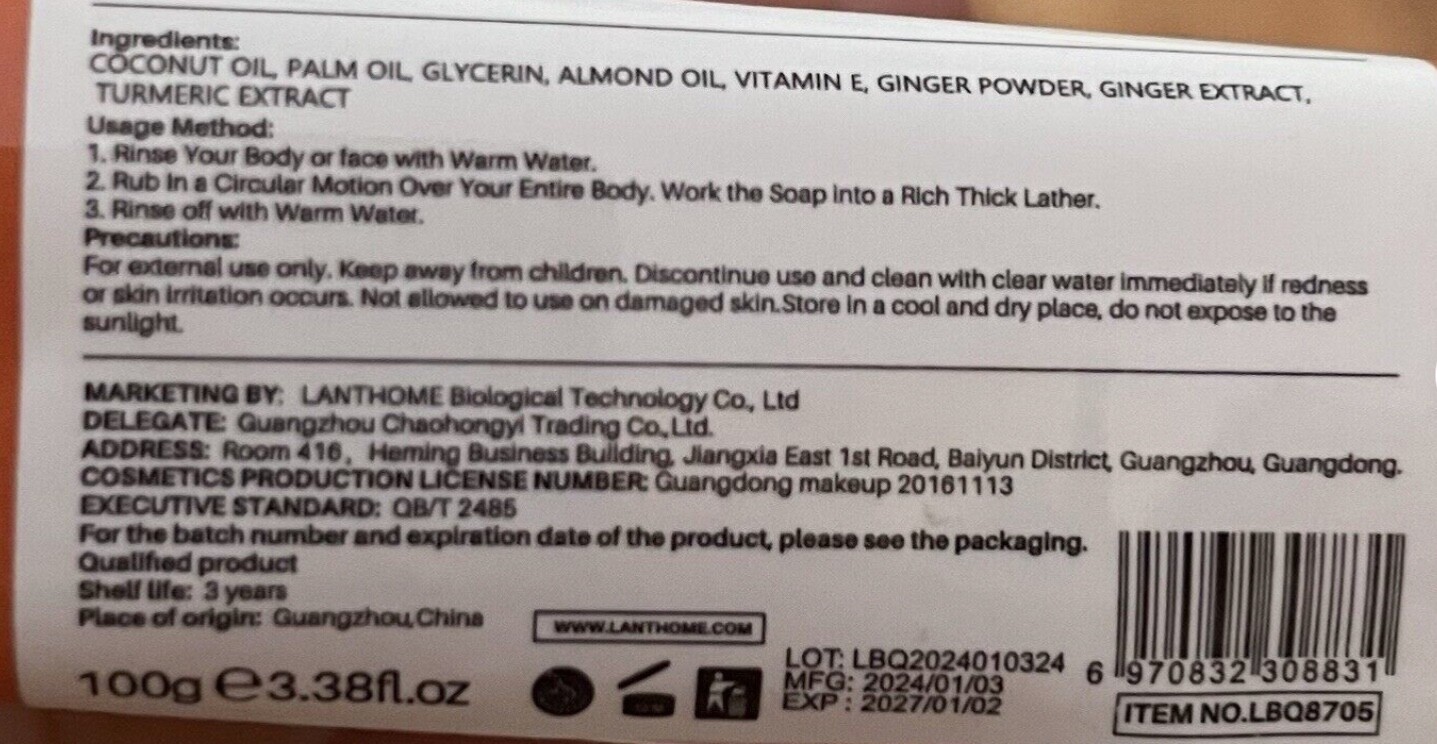 Ingredients:
COCONUT OIL, PALM OIL, GLYCERIN, ALMOND OIL, VITAMIN E, GINGER POWDER, GINGER EXTRACT,
TURMERIC EXTRACT
Usage Method:
1. Rinse Your Body or face with Warm Water.
2. Rub In a Circular Motion Over Your Entire Body. Work the Soap into a Rich Thick Lather.
3. Rinse off with Warm Water.
Precautions:
For external use only. Keep away from children. Discontinue use and clean with clear water immediately if redness
or skin irritation occurs. Not allowed to use on damaged skin.Store in a cool and dry place, do not expose to the
sunlight.
MARKETING BY: LANTHOME Biological Technology Co., Ltd
DELEGATE: Guangzhou Chaohongyi Trading Co.,Ltd.
ADDRESS: Room 416, Heming Business Building, Jiangxia East 1st Road, Baiyun District, Guangzhou, Guangdong.
COSMETICS PRODUCTION LICENSE NUMBER: Guangdong makeup 20161113
EXECUTIVE STANDARD: QB/T 2485
For the batch number and expiration date of the product, please see the packaging.
Qualified product
Shelf life: 3 years
Place of origin: Guangzhou,China
WWW.LANTHOME.COM
100g ℮3.38fl.oz
LOT: LBQ2024010324
MFG: 2024/01/03
EXP : 2027/01/02
6 970832 308831
ITEM NO.LBQ8705